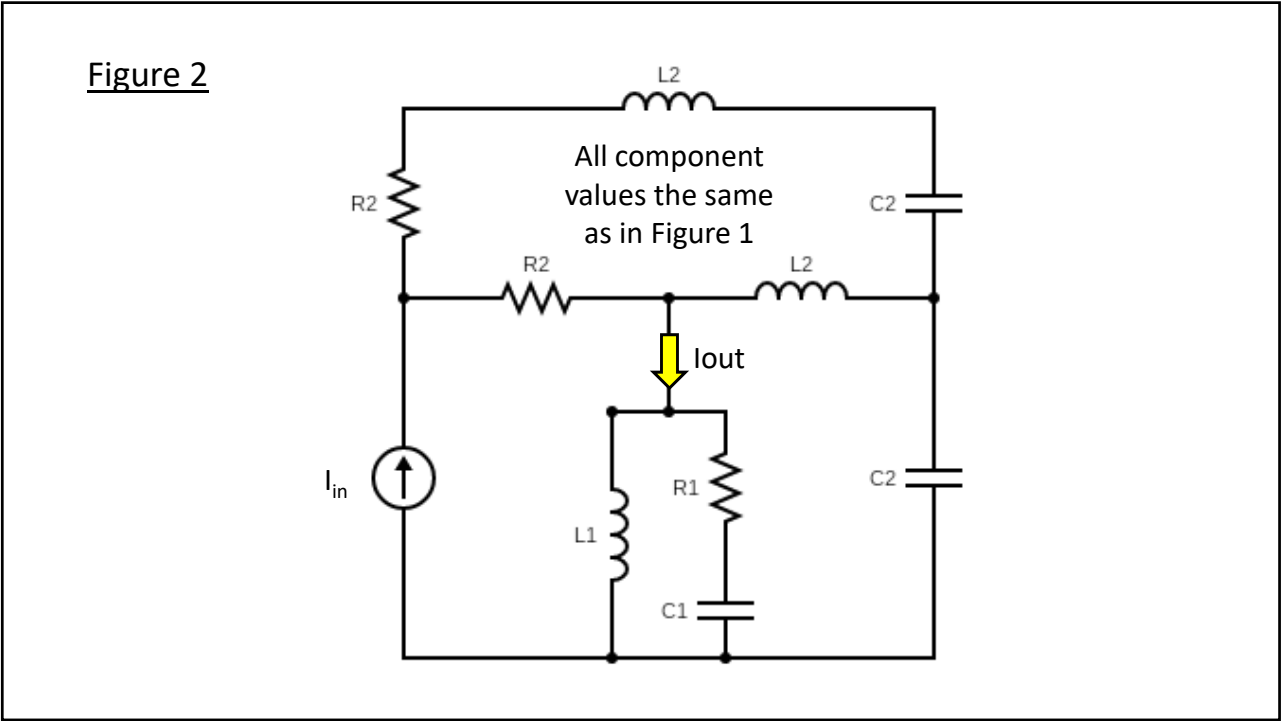 Figure 2
L2
All component
values the same
as in Figure 1
R2
C2
R2
L2
Iout
Iin
R1
C2
L1
C1